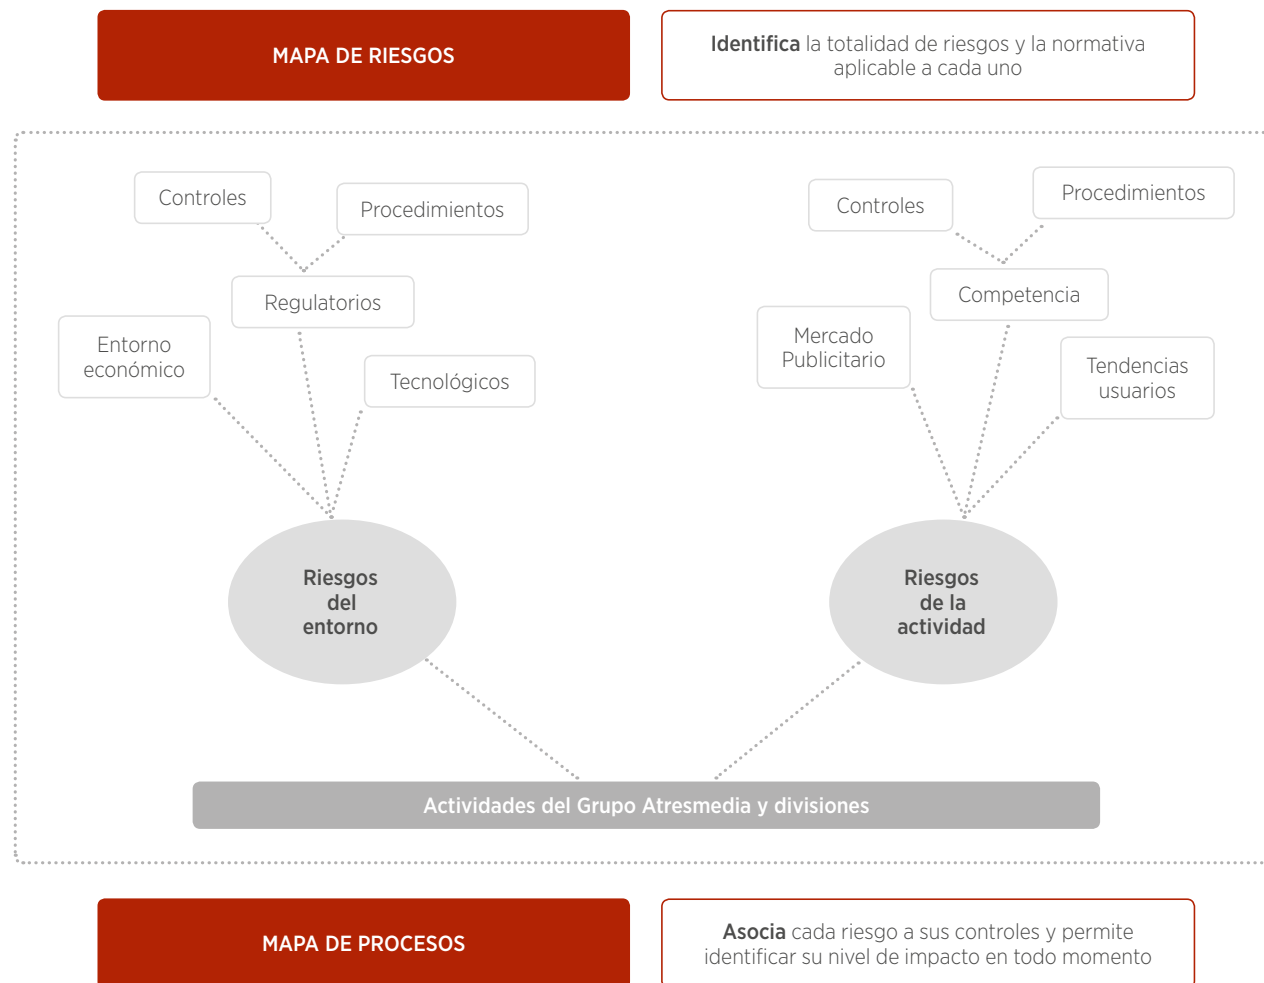 MAPA DE RIESGOS
Identifica la totalidad de riesgos y la normativa
aplicable a cada uno
Controles
Procedimientos
Regulatorios
Entorno
económico
Tecnológicos
Controles
Procedimientos
Competencia
Mercado
Publicitario
Tendencias
usuarios
Riesgos
del
entorno
Riesgos
de la
actividad
Actividades del Grupo Atresmedia y divisiones
MAPA DE PROCESOS
Asocia cada riesgo a sus controles y permite
identificar su nivel de impacto en todo momento